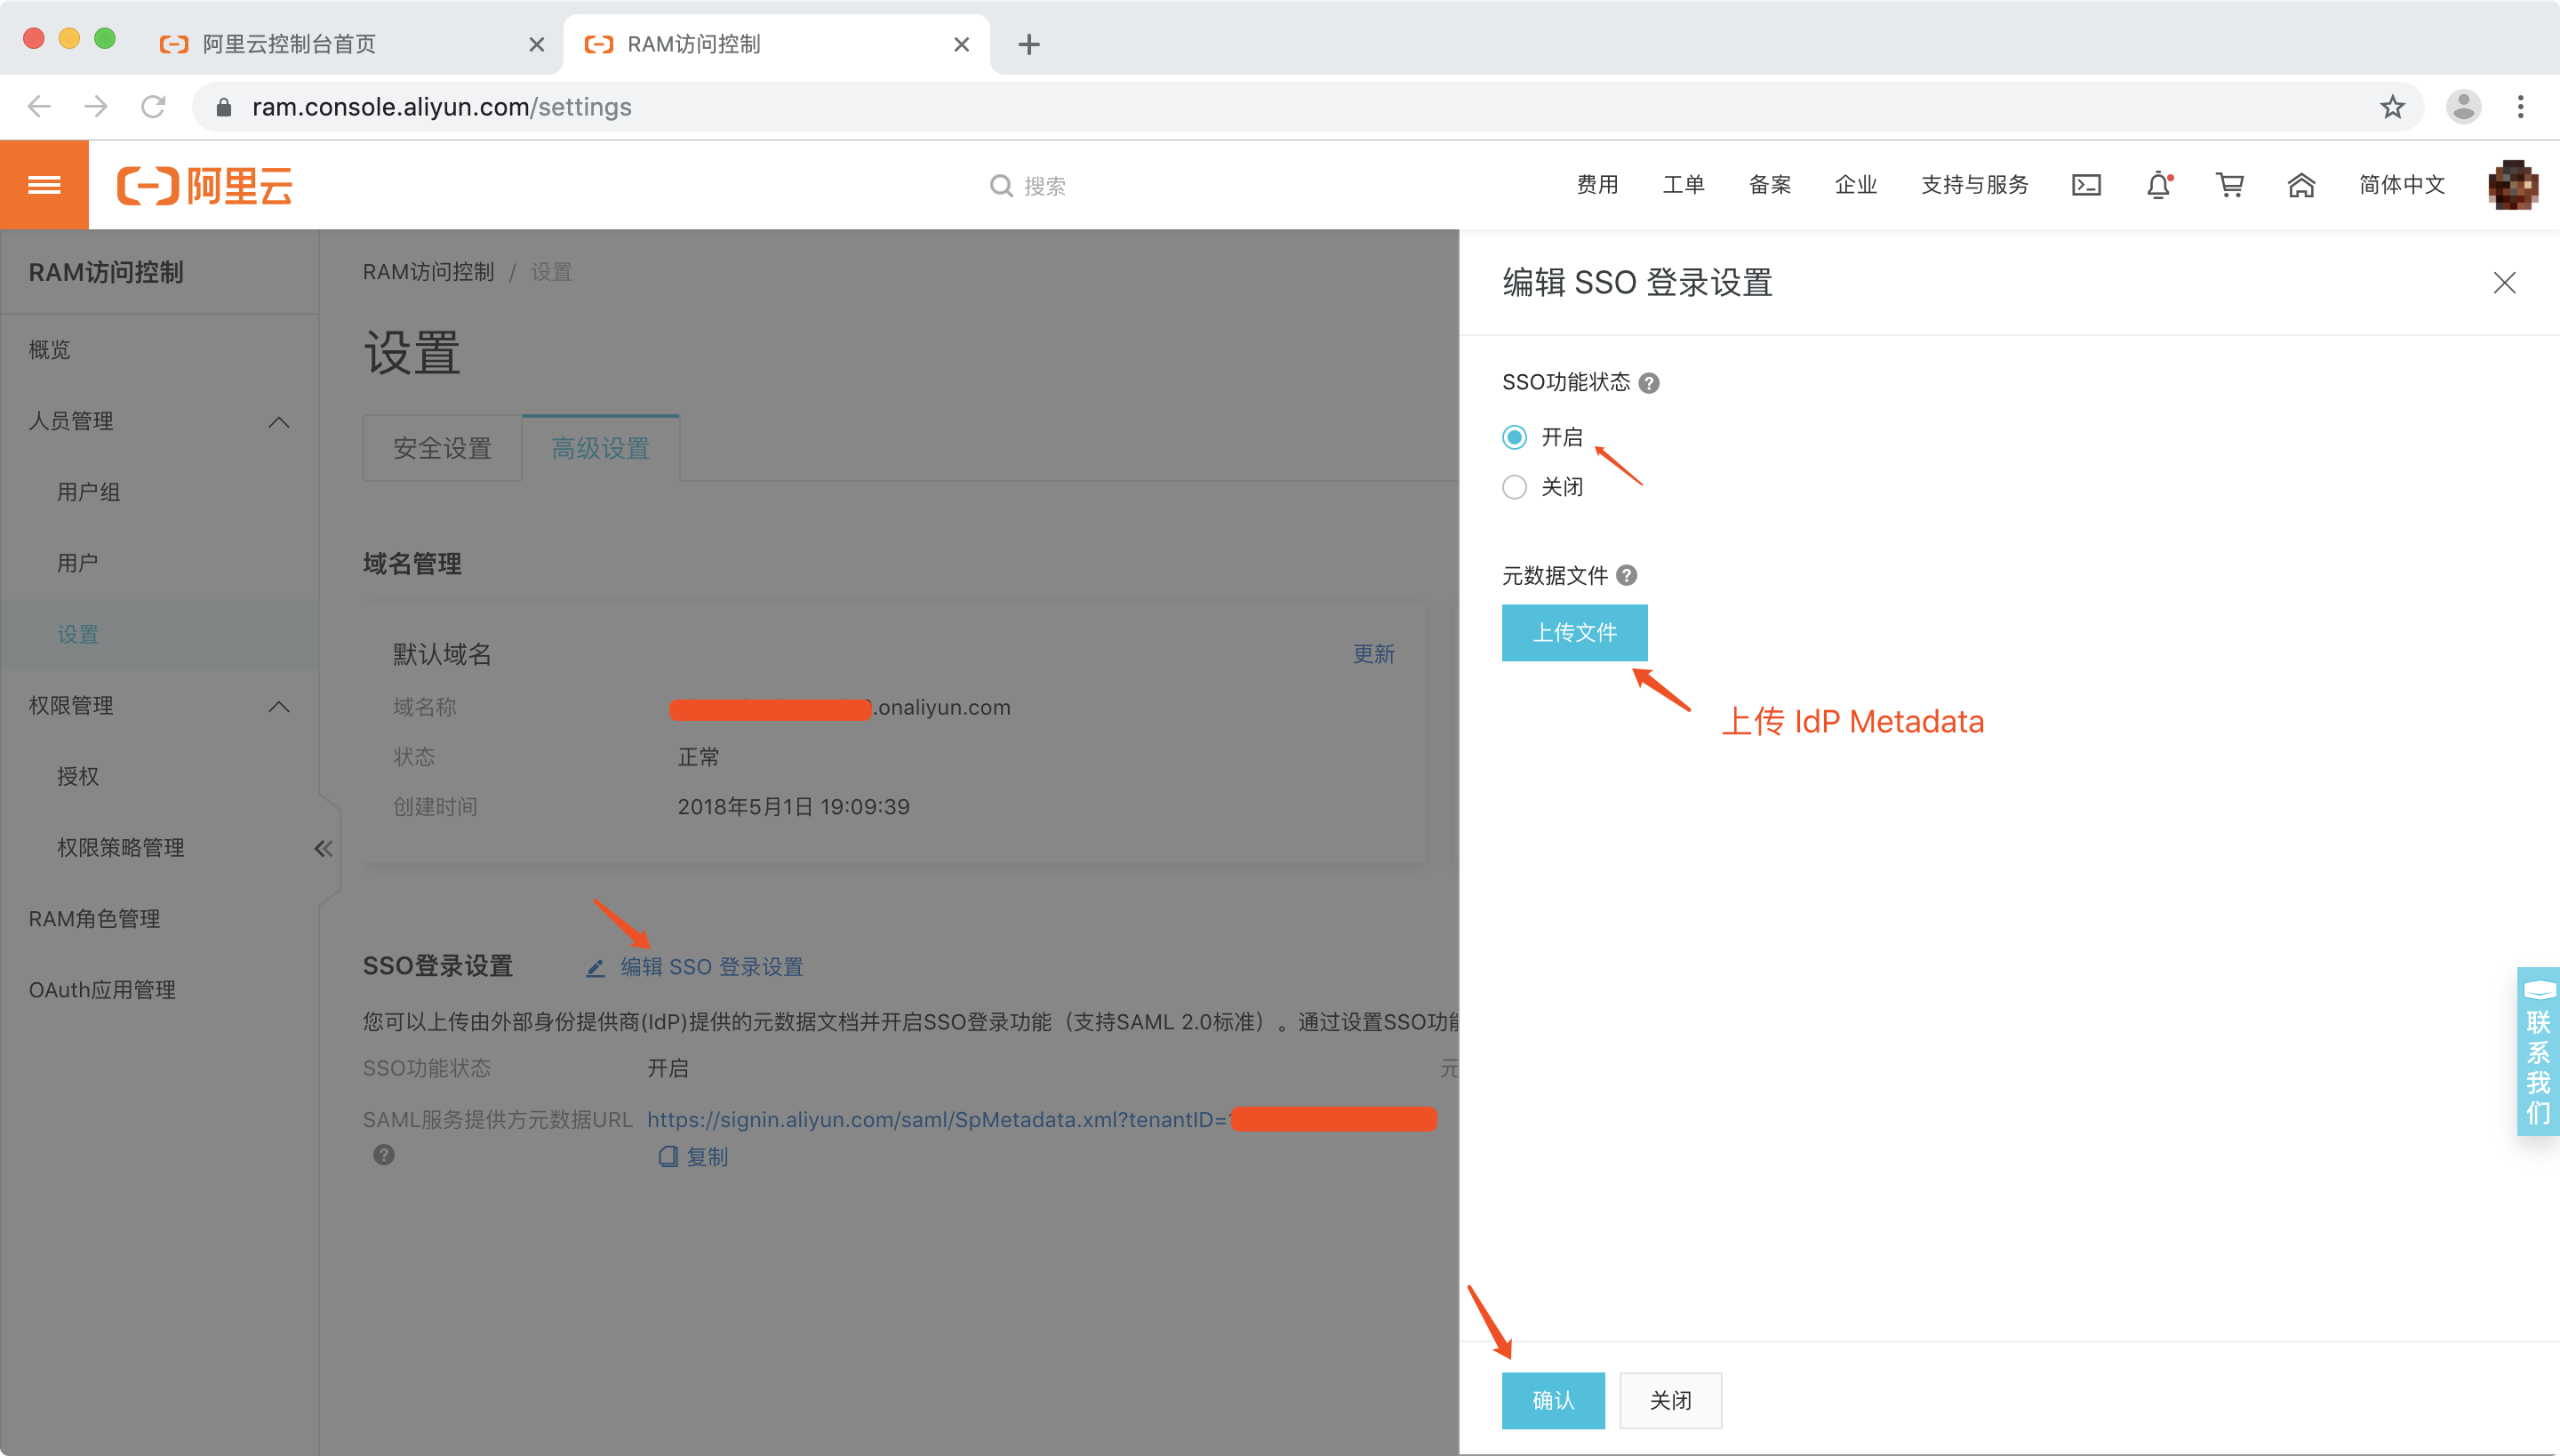 阿里云控制台首页
RAM访问控制
ram.console.aliyun.com/settings
阿里云
搜索
费用
工单
备案
企业
支持与服务
简体中文
RAM访问控制
概览
人员管理
用户组
用户
设置
权限管理
授权
权限策略管理
RAM角色管理
OAuth应用管理
RAM访问控制 / 设置
设置
安全设置
高级设置
域名管理
默认域名
更新
域名称
.onaliyun.com
状态
正常
创建时间
2018年5月1日 19:09:39
SSO登录设置
编辑 SSO 登录设置
您可以上传由外部身份提供商(IdP)提供的元数据文档并开启SSO登录功能（支持SAML 2.0标准）。通过设置SSO功能
SSO功能状态
开启
元
SAML服务提供方元数据URL
https://signin.aliyun.com/saml/SpMetadata.xml?tenantID=
复制
编辑 SSO 登录设置
SSO功能状态
开启
关闭
元数据文件
上传文件
上传 IdP Metadata
确认
关闭
联系我们